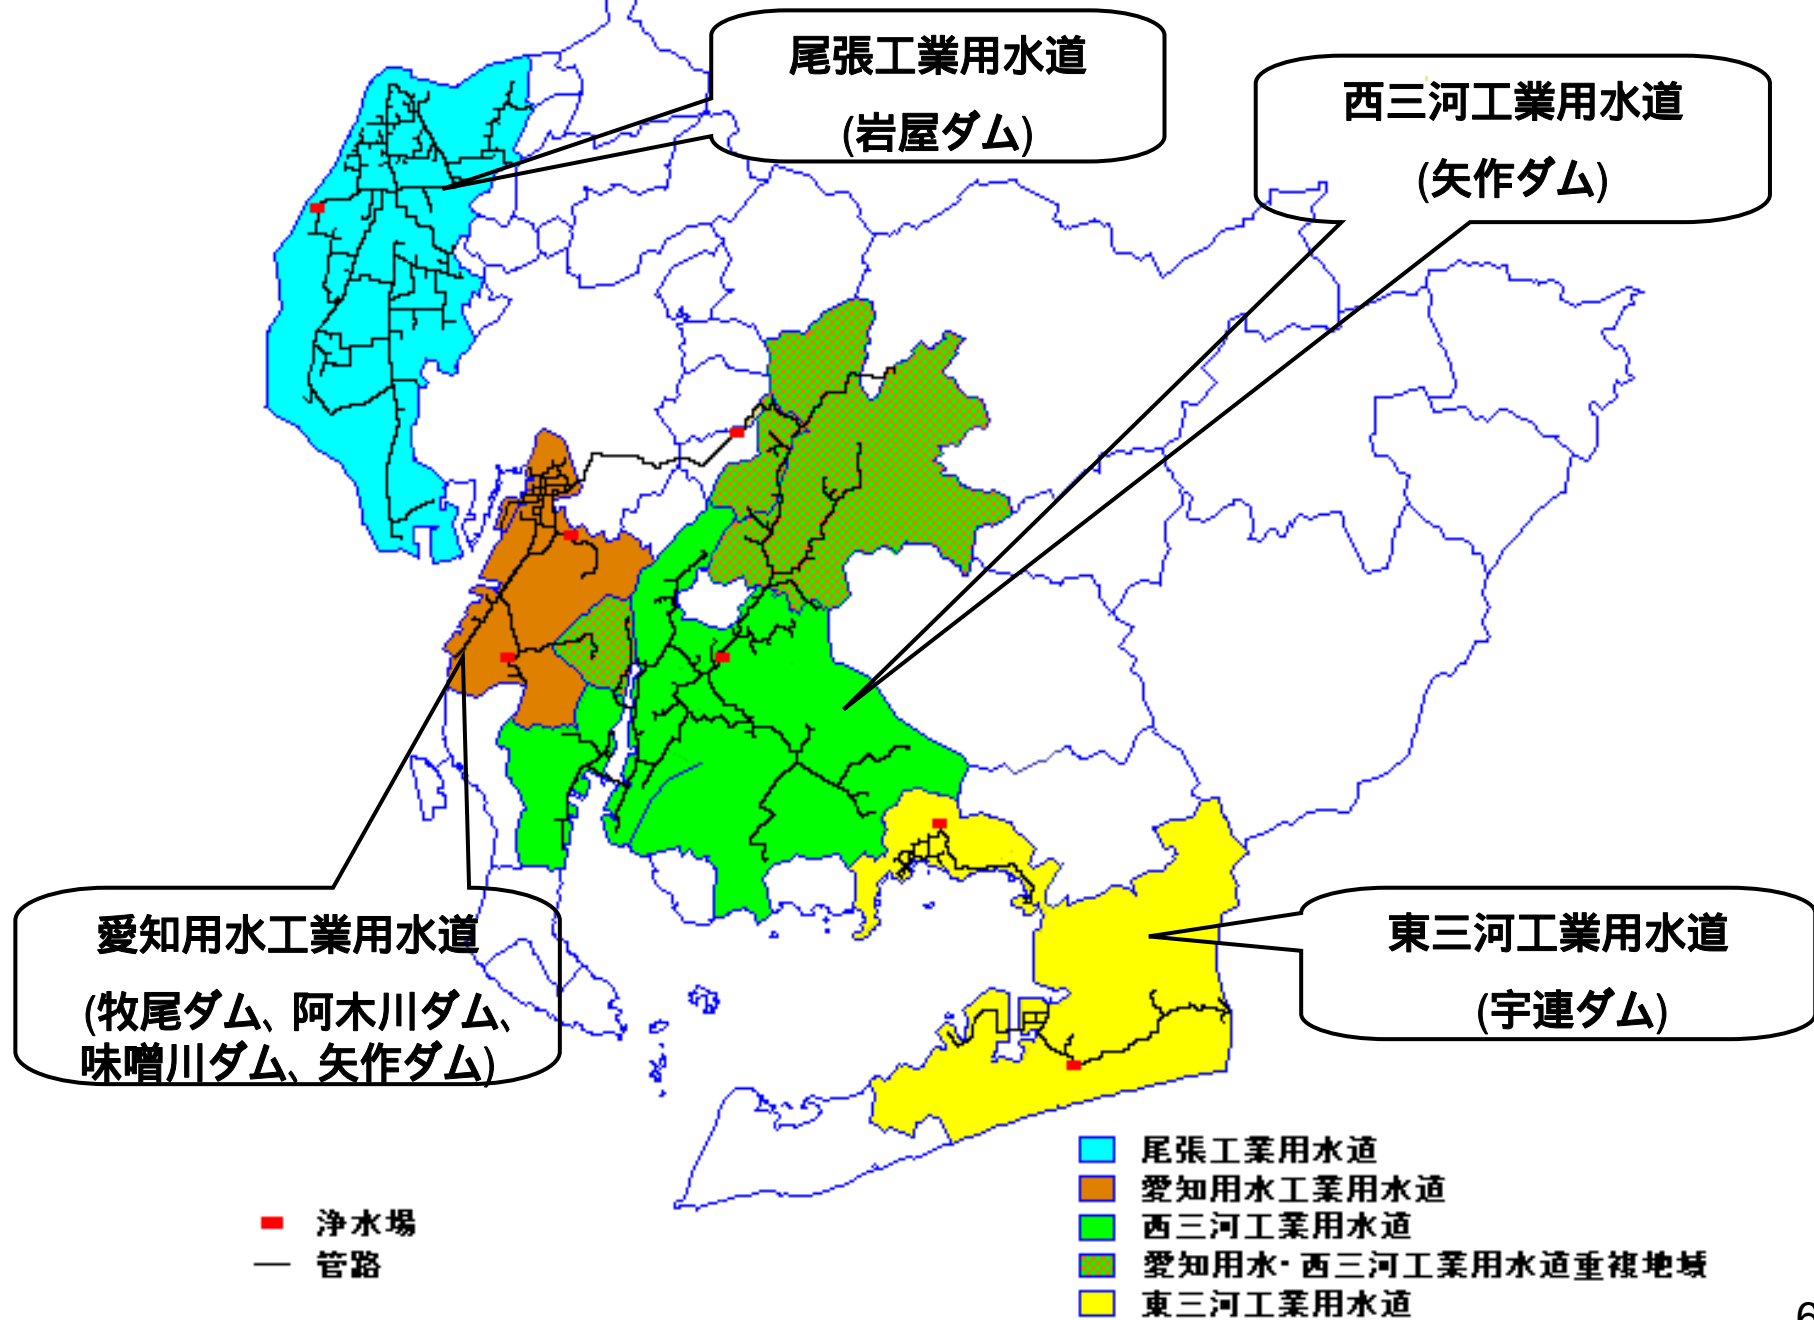 尾張工業用水道
(岩屋ダム)
西三河工業用水道
(矢作ダム)
愛知用水工業用水道
(牧尾ダム、阿木川ダム、
味噌川ダム、矢作ダム)
東三河工業用水道
(宇連ダム)
浄水場
管路
尾張工業用水道
愛知用水工業用水道
西三河工業用水道
愛知用水・西三河工業用水道重複地域
東三河工業用水道
6